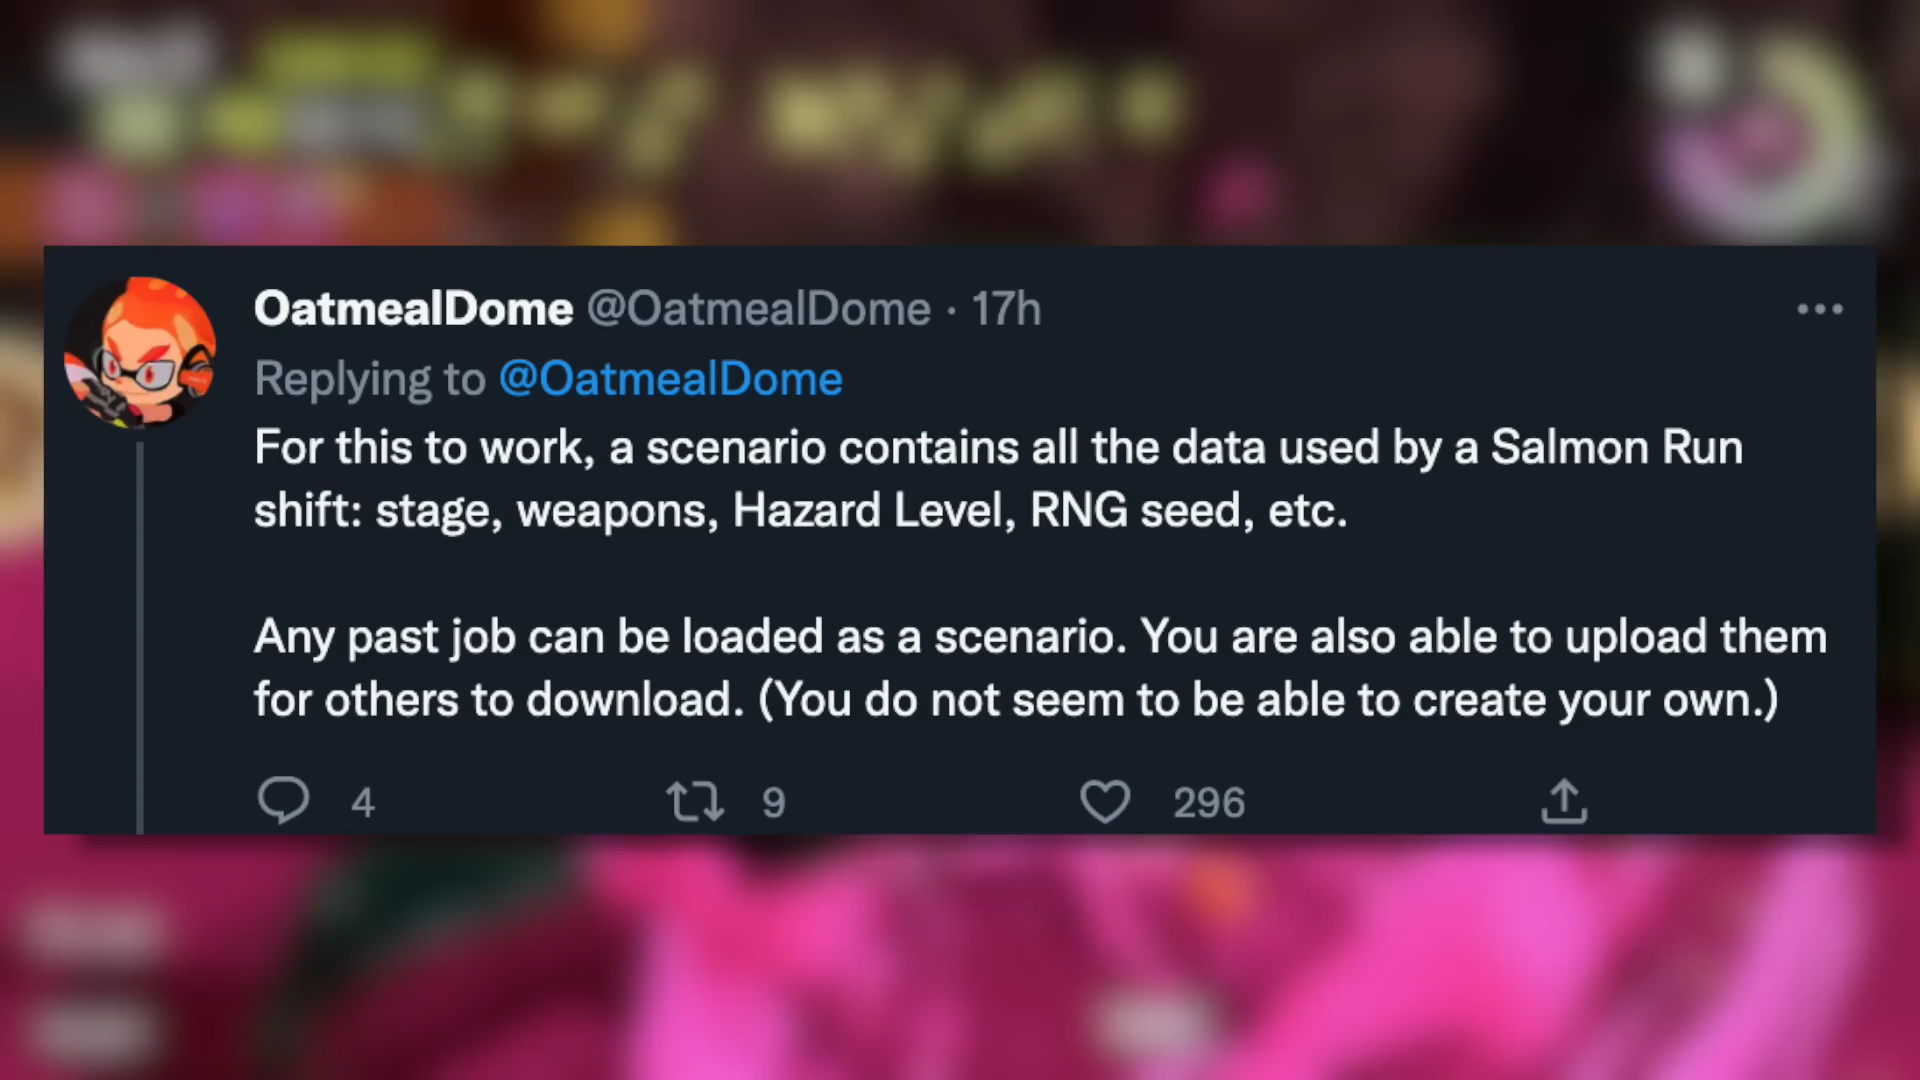 OatmealDome @OatmealDome · 17h
Replying to @OatmealDome
For this to work, a scenario contains all the data used by a Salmon Run
shift: stage, weapons, Hazard Level, RNG seed, etc.
Any past job can be loaded as a scenario. You are also able to upload them
for others to download. (You do not seem to be able to create your own.)
4 9 296